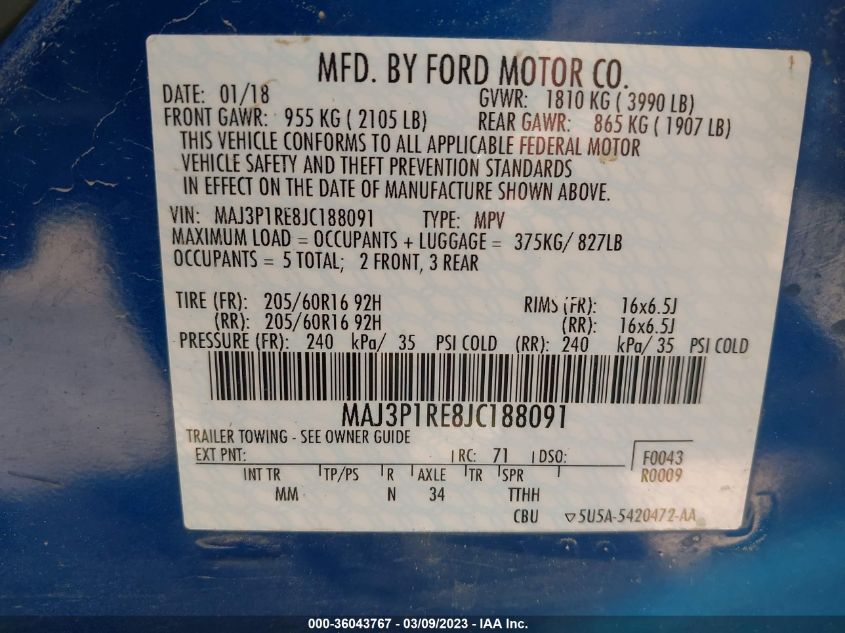 MFD. BY FORD MOTOR CO.
DATE: 01/18 GVWR: 1810 KG ( 3990 LB)
FRONT GAWR: 955 KG ( 2105 LB) REAR GAWR: 865 KG ( 1907 LB)
THIS VEHICLE CONFORMS TO ALL APPLICABLE FEDERAL MOTOR
VEHICLE SAFETY AND THEFT PREVENTION STANDARDS
IN EFFECT ON THE DATE OF MANUFACTURE SHOWN ABOVE.
VIN: MAJ3P1RE8JC188091 TYPE: MPV
MAXIMUM LOAD = OCCUPANTS + LUGGAGE = 375KG/ 827LB
OCCUPANTS = 5 TOTAL; 2 FRONT, 3 REAR
TIRE (FR): 205/60R16 92H RIMS (FR): 16x6.5J
(RR): 205/60R16 92H (RR): 16x6.5J
PRESSURE (FR): 240 kPa/ 35 PSI COLD (RR): 240 kPa/ 35 PSI COLD
MAJ3P1RE8JC188091
TRAILER TOWING - SEE OWNER GUIDE
EXT PNT: RC: 71 DSO: F0043
INT TR TP/PS R AXLE TR SPR R0009
MM N 34 TTHH
CBU ▽5U5A-5420472-AA
000-36043767 - 03/09/2023 - IAA Inc.